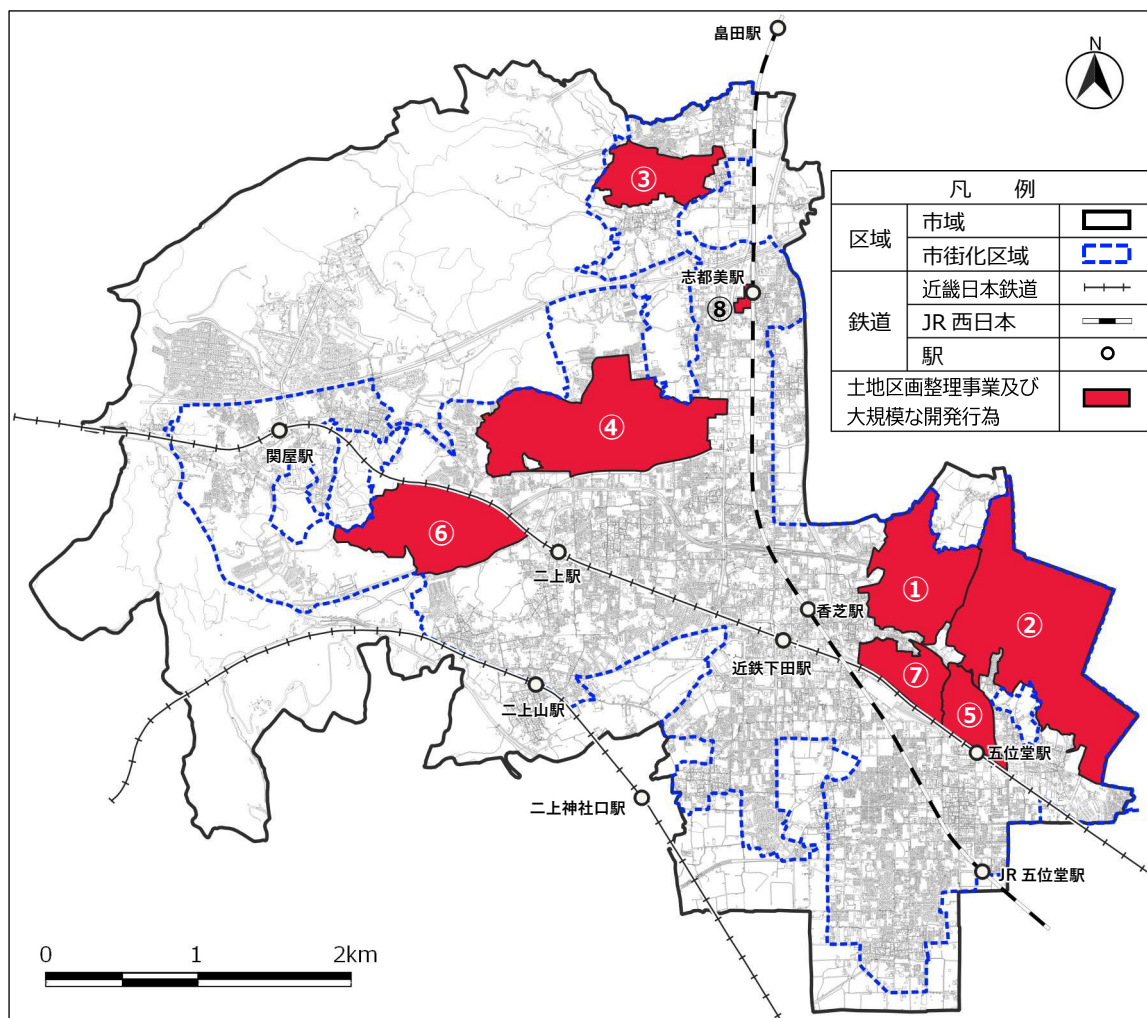 畠田駅
N
③
凡 例
区域
市域
市街化区域
鉄道
近畿日本鉄道
JR 西日本
駅
土地区画整理事業及び
大規模な開発行為
志都美駅
⑧
④
関屋駅
⑥
二上駅
①
香芝駅
②
近鉄下田駅
⑦
二上山駅
⑤
五位堂駅
二上神社口駅
JR 五位堂駅
0 1 2km